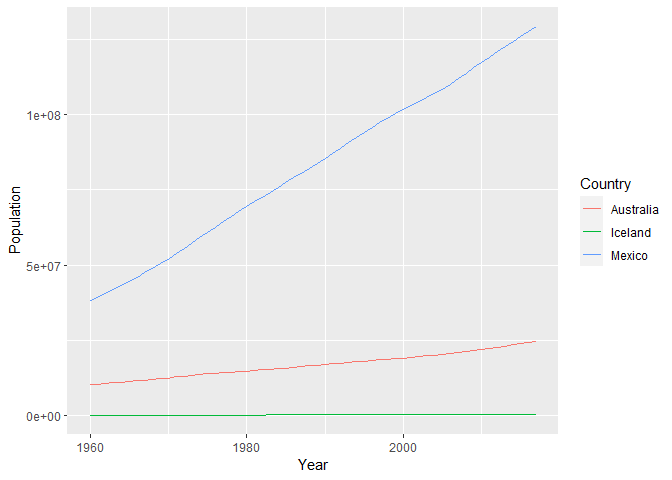 1e+08
5e+07
0e+00
Population
1960
1980
2000
Year
Country
Australia
Iceland
Mexico